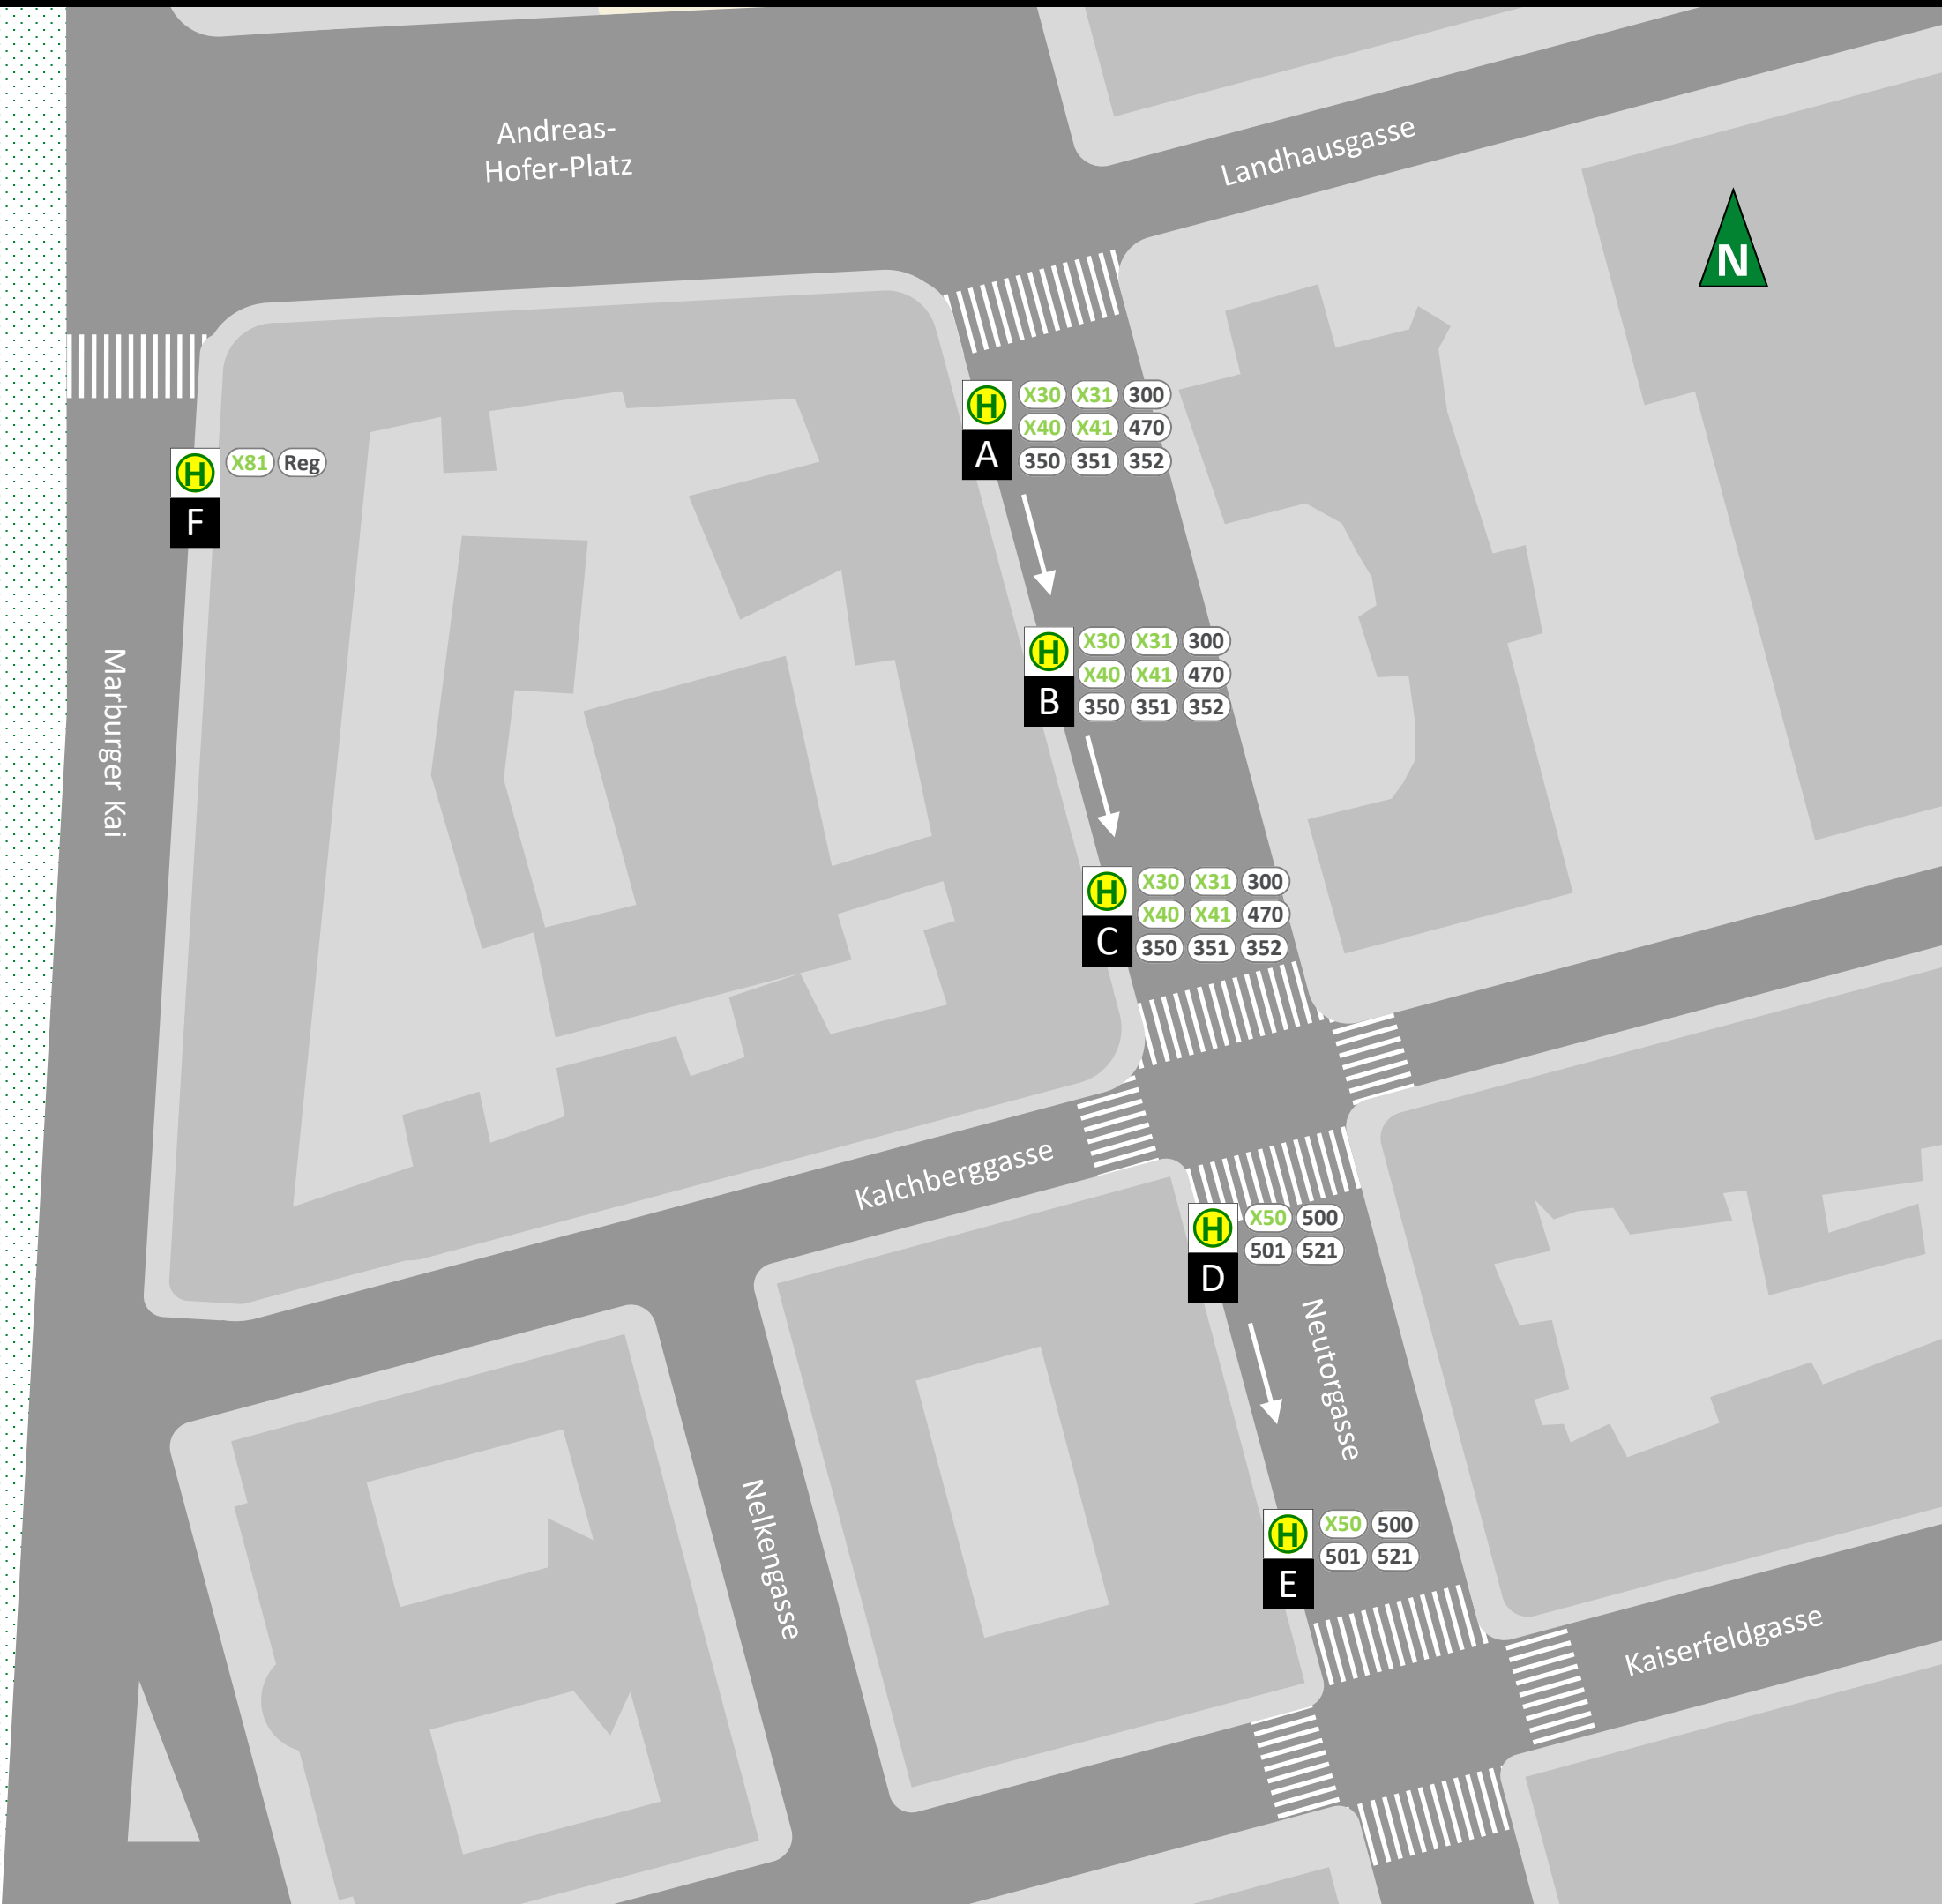 Andreas-
Hofer-Platz
Landhausgasse
N
H X30 X31 300
X40 X41 470
A
350 351 352
H X81 Reg
F
H X30 X31 300
X40 X41 470
B
350 351 352
Marburger Kai
H X30 X31 300
X40 X41 470
C
350 351 352
Kalchberggasse
H X50 500
501 521
D
Neutorgasse
Nelkengasse
H X50 500
501 521
E
Kaiserfeldgasse